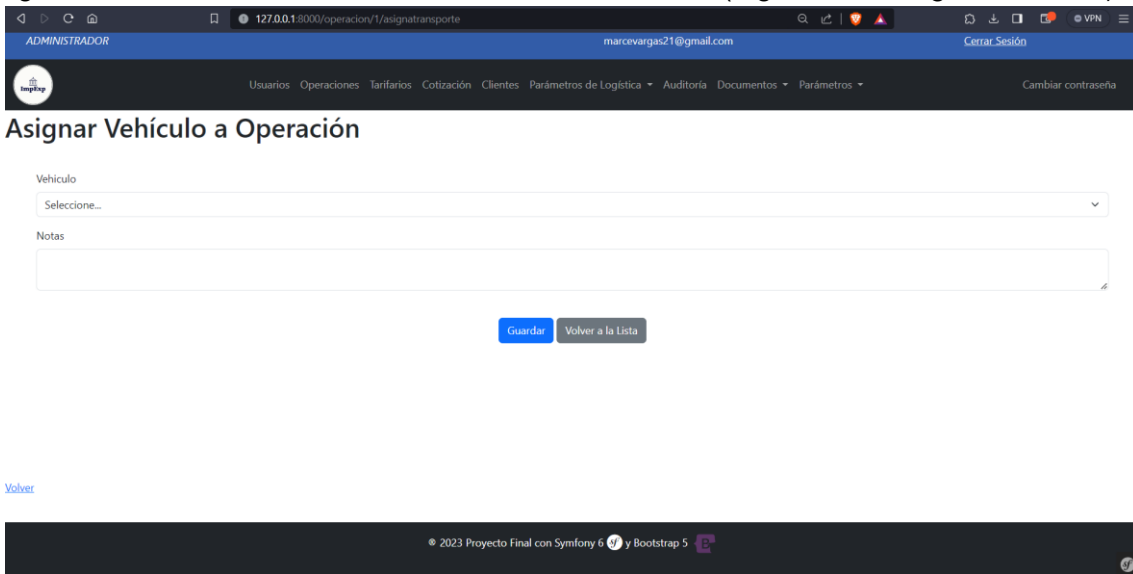 127.0.0.1:8000/operacion/1/asignatransporte VPN
ADMINISTRADOR marcevargas21@gmail.com Cerrar Sesión
ImpExp Usuarios Operaciones Tarifarios Cotización Clientes Parámetros de Logística Auditoría Documentos Parámetros Cambiar contraseña
Asignar Vehículo a Operación
Vehiculo
Seleccione...
Notas
Guardar Volver a la Lista
Volver
© 2023 Proyecto Final con Symfony 6 sf y Bootstrap 5 B